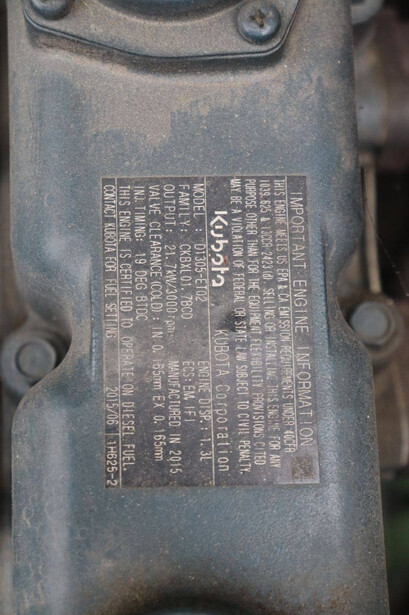 IMPORTANT ENGINE INFORMATION
THIS ENGINE MEETS US EPA & CA EMISSION REQUIREMENTS UNDER 40CFR
1039.625 & 13CCR-2423(d). SELLING OR INSTALLING THIS ENGINE FOR ANY
PURPOSE OTHER THAN FOR THE EQUIPMENT FLEXIBILITY PROVISIONS CITED
MAY BE A VIOLATION OF FEDERAL OR STATE LAW SUBJECT TO CIVIL PENALTY.
Kubota KUBOTA Corporation
MODEL: D1305-ET02 ENGINE DISP.: 1.3L
FAMILY: CKBXL01. ECS: EM, IFI
OUTPUT: 21.7kW/3000rpm MANUFACTURED IN 2015
VALVE CLEARANCE(COLD): IN 0.165mm EX 0.165mm
INJ. TIMING: 19 DEG BTDC
THIS ENGINE IS CERTIFIED TO OPERATE ON DIESEL FUEL
CONTACT KUBOTA FOR FUEL SETTING 2015/06 1H625-2